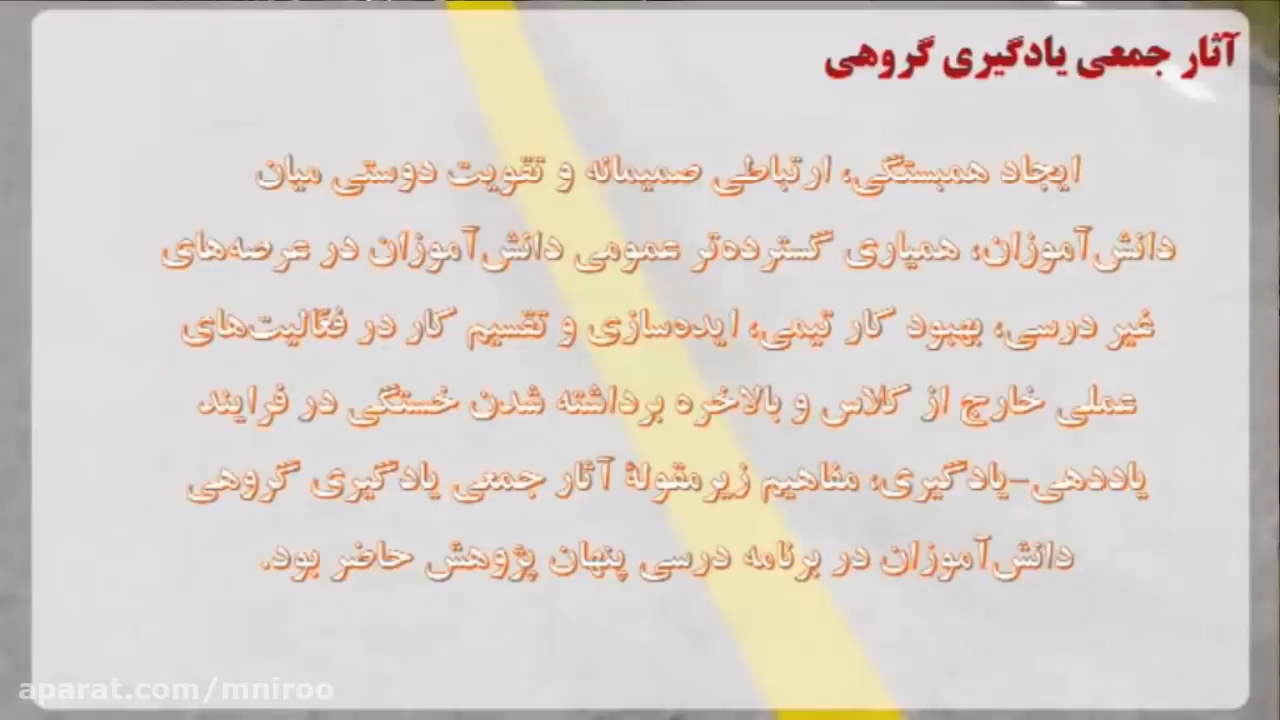 آثار جمعی یادگیری گروهی
ایجاد همبستگی، ارتباطی صمیمانه و تقویت دوستی میان
دانش‌آموزان، همیاری گسترده‌تر عمومی دانش‌آموزان در عرصه‌های
غیر درسی، بهبود کار تیمی، ایده‌سازی و تقسیم کار در فعّالیت‌های
عملی خارج از کلاس و بالاخره برداشته شدن خستگی در فرایند
یاددهی-یادگیری، مفاهیم زیرمقولهٔ آثار جمعی یادگیری گروهی
دانش‌آموزان در برنامه درسی پنهان پژوهش حاضر بود.
aparat.com/mniroo